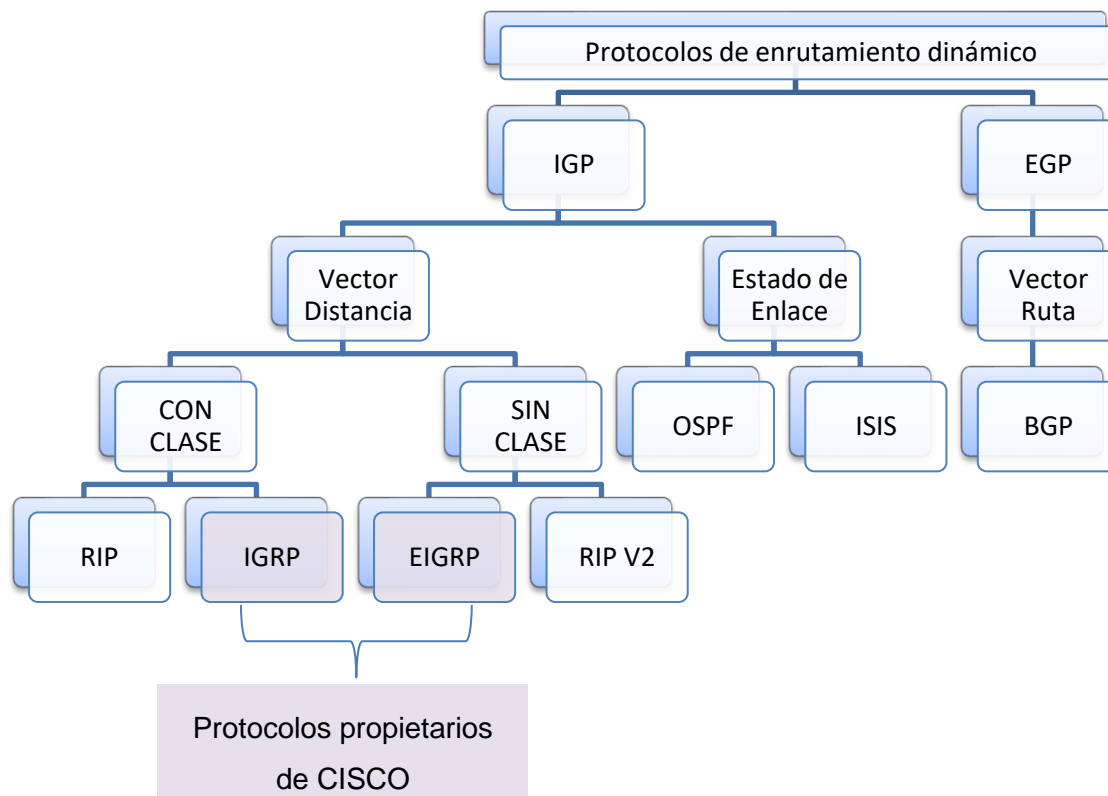 Protocolos de enrutamiento dinámico
IGP
EGP
Vector
Distancia
Estado de
Enlace
Vector
Ruta
CON
CLASE
SIN
CLASE
OSPF
ISIS
BGP
RIP
IGRP
EIGRP
RIP V2
Protocolos propietarios
de CISCO